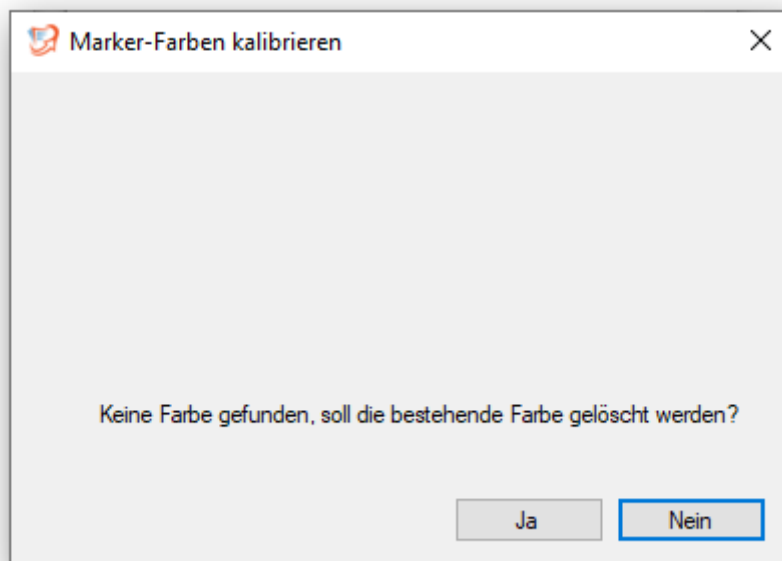 Marker-Farben kalibrieren
Keine Farbe gefunden, soll die bestehende Farbe gelöscht werden?
Ja
Nein